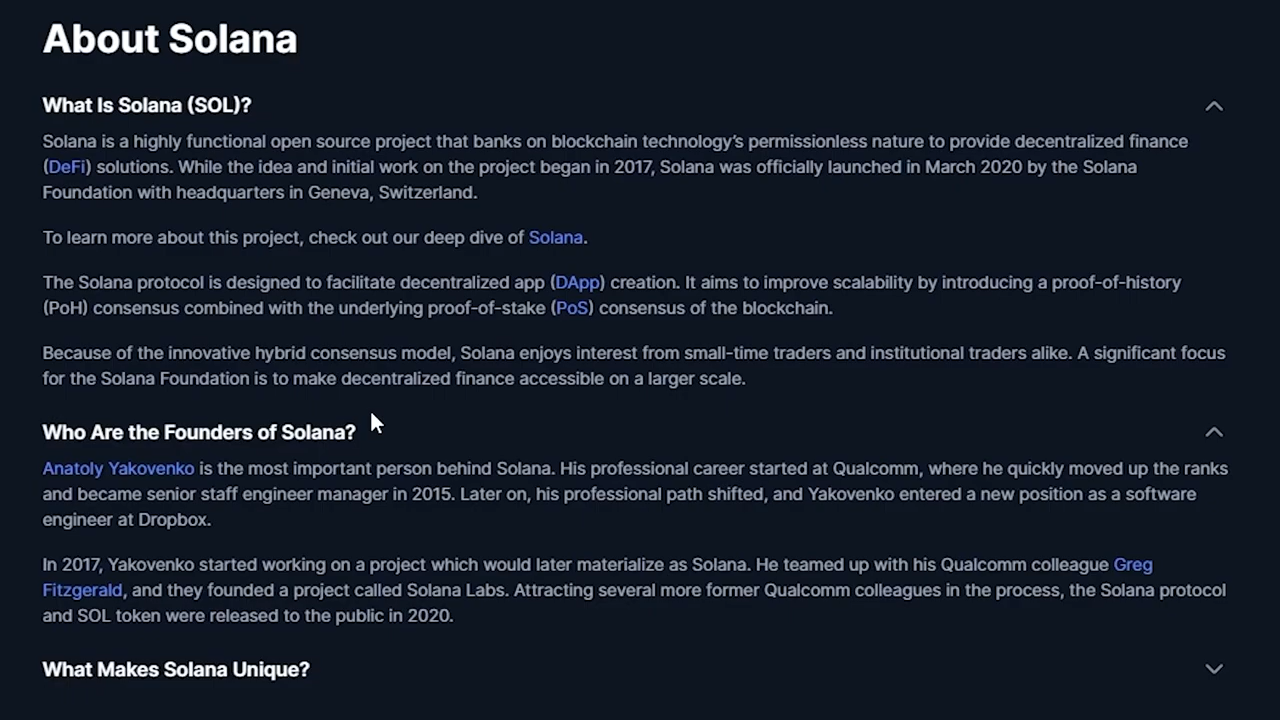 About Solana
What Is Solana (SOL)?
Solana is a highly functional open source project that banks on blockchain technology's permissionless nature to provide decentralized finance
(DeFi) solutions. While the idea and initial work on the project began in 2017, Solana was officially launched in March 2020 by the Solana
Foundation with headquarters in Geneva, Switzerland.
To learn more about this project, check out our deep dive of Solana.
The Solana protocol is designed to facilitate decentralized app (DApp) creation. It aims to improve scalability by introducing a proof-of-history
(PoH) consensus combined with the underlying proof-of-stake (PoS) consensus of the blockchain.
Because of the innovative hybrid consensus model, Solana enjoys interest from small-time traders and institutional traders alike. A significant focus
for the Solana Foundation is to make decentralized finance accessible on a larger scale.
Who Are the Founders of Solana?
Anatoly Yakovenko is the most important person behind Solana. His professional career started at Qualcomm, where he quickly moved up the ranks
and became senior staff engineer manager in 2015. Later on, his professional path shifted, and Yakovenko entered a new position as a software
engineer at Dropbox.
In 2017, Yakovenko started working on a project which would later materialize as Solana. He teamed up with his Qualcomm colleague Greg
Fitzgerald, and they founded a project called Solana Labs. Attracting several more former Qualcomm colleagues in the process, the Solana protocol
and SOL token were released to the public in 2020.
What Makes Solana Unique?